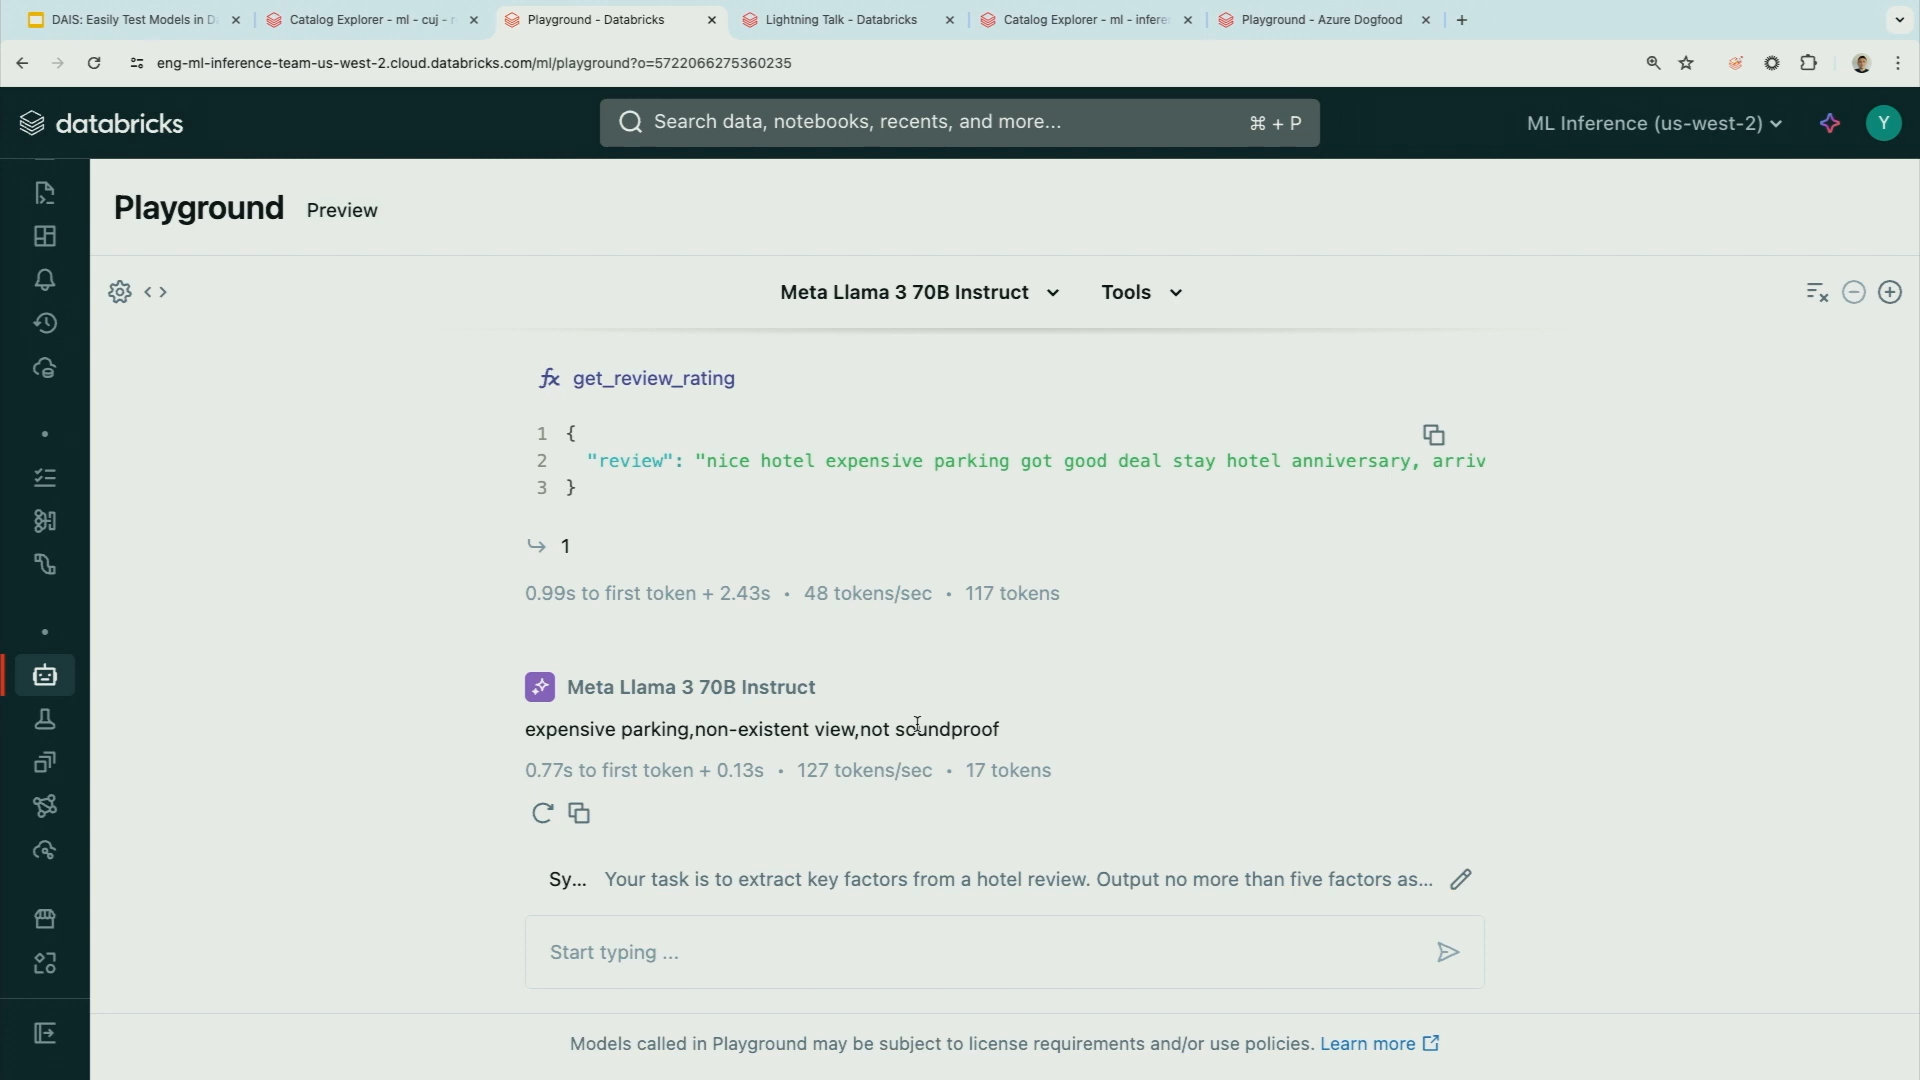 DAIS: Easily Test Models in D
Catalog Explorer - ml - cuj - r
Playground - Databricks
Lightning Talk - Databricks
Catalog Explorer - ml - infere
Playground - Azure Dogfood
eng-ml-inference-team-us-west-2.cloud.databricks.com/ml/playground?o=5722066275360235
databricks
Search data, notebooks, recents, and more...
⌘ + P
ML Inference (us-west-2)
Y
Playground
Preview
Meta Llama 3 70B Instruct
Tools
fx get_review_rating
1 {
2 "review": "nice hotel expensive parking got good deal stay hotel anniversary, arriv
3 }
1
0.99s to first token + 2.43s • 48 tokens/sec • 117 tokens
Meta Llama 3 70B Instruct
expensive parking,non-existent view,not soundproof
0.77s to first token + 0.13s • 127 tokens/sec • 17 tokens
Sy... Your task is to extract key factors from a hotel review. Output no more than five factors as...
Start typing ...
Models called in Playground may be subject to license requirements and/or use policies. Learn more